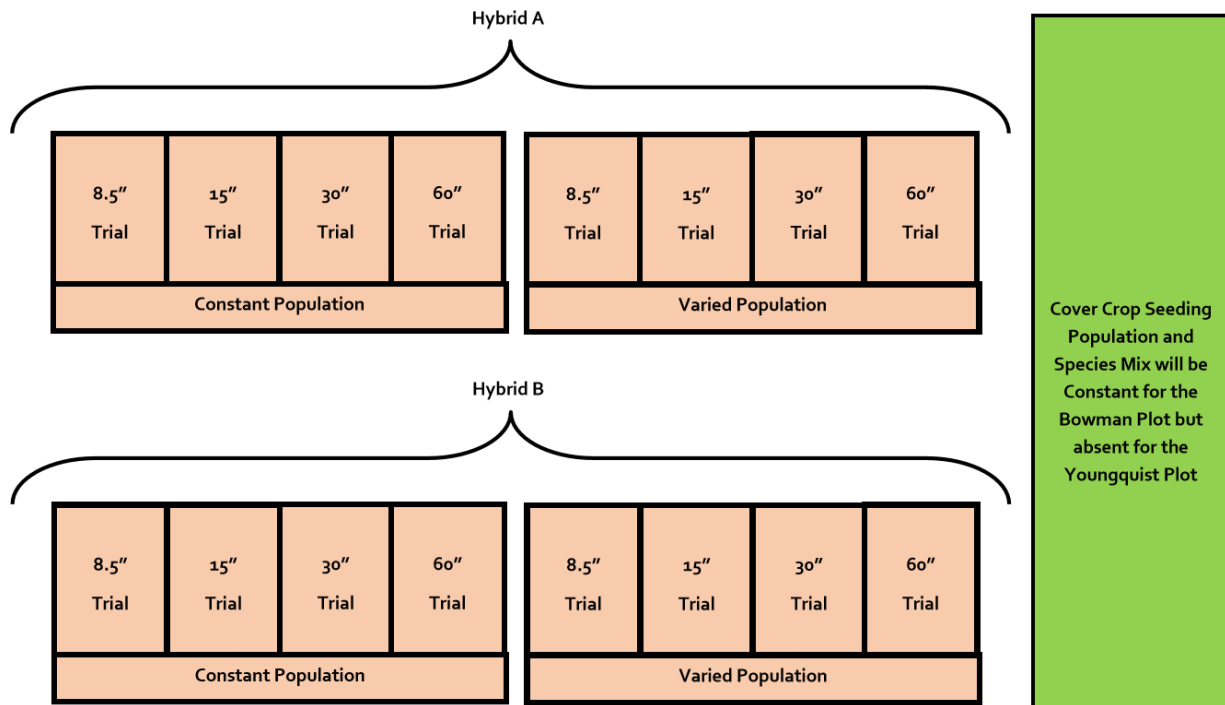 Hybrid A
8.5” Trial
15” Trial
30” Trial
60” Trial
8.5” Trial
15” Trial
30” Trial
60” Trial
Constant Population
Varied Population
Hybrid B
8.5” Trial
15” Trial
30” Trial
60” Trial
8.5” Trial
15” Trial
30” Trial
60” Trial
Constant Population
Varied Population
Cover Crop Seeding
Population and
Species Mix will be
Constant for the
Bowman Plot but
absent for the
Youngquist Plot